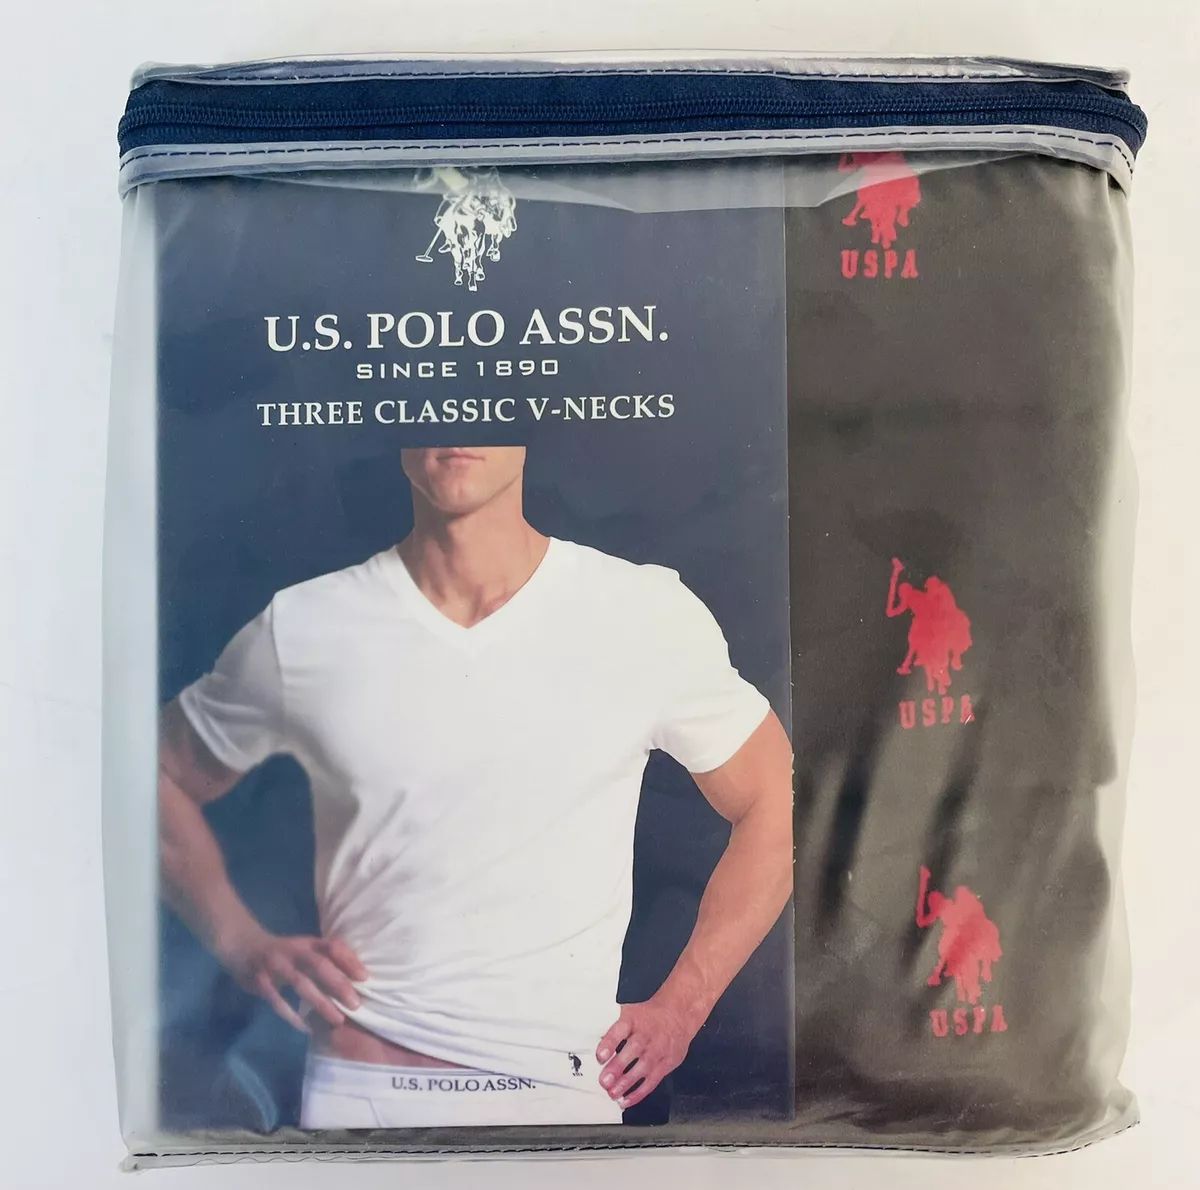 U.S. POLO ASSN.
SINCE 1890
THREE CLASSIC V-NECKS
U.S. POLO ASSN.
USPA
USPA
USPA